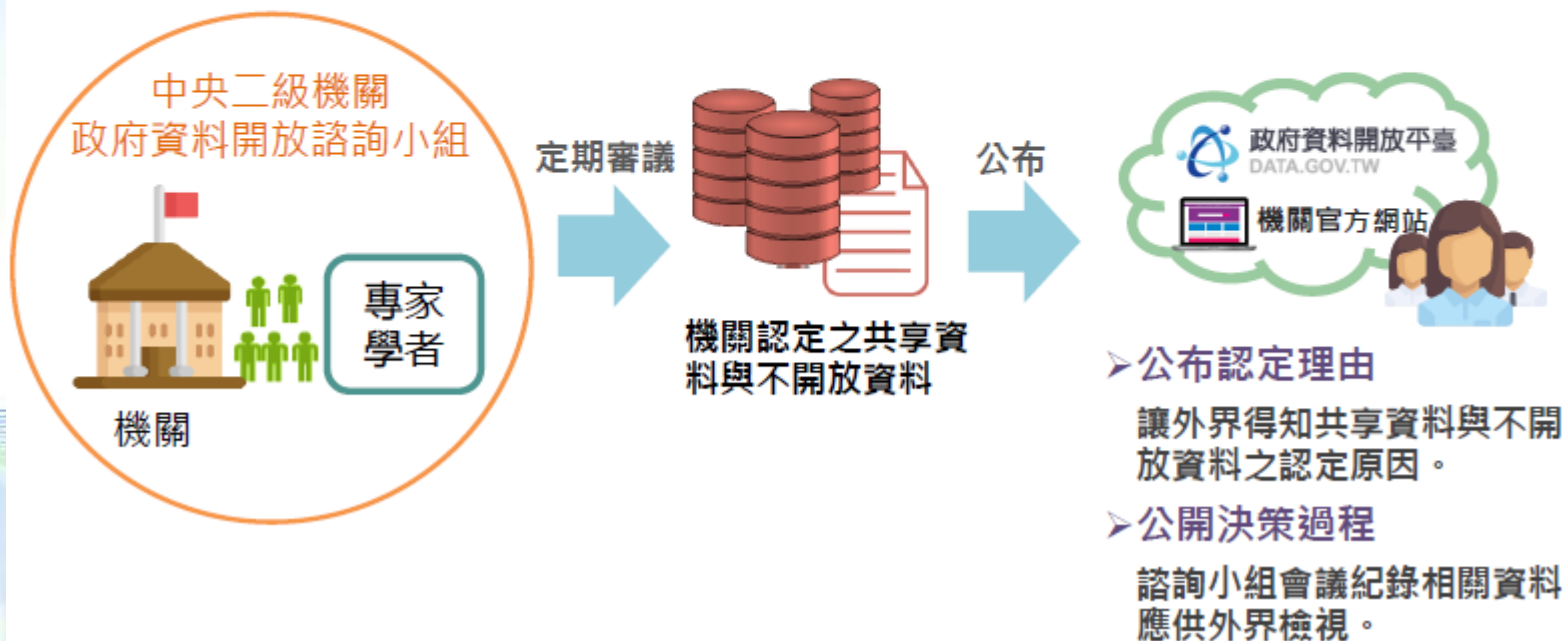 中央二級機關
政府資料開放諮詢小組
專家
學者
機關
定期審議
機關認定之共享資
料與不開放資料
公布
政府資料開放平臺
DATA.GOV.TW
機關官方網站
➢公布認定理由
讓外界得知共享資料與不開
放資料之認定原因。
➢公開決策過程
諮詢小組會議紀錄相關資料
應供外界檢視。